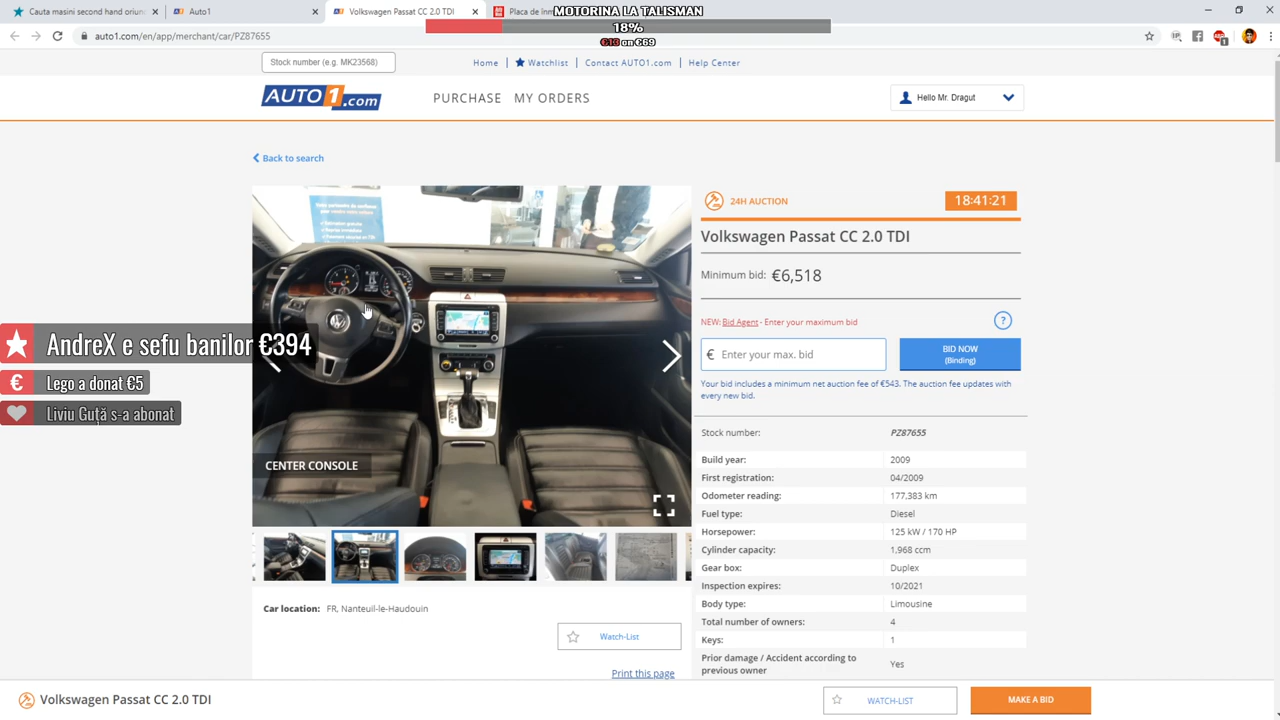 Cauta masini second hand oriun
Auto1
Volkswagen Passat CC 2.0 TDI
Placa de înm
MOTORINA LA TALISMAN
18%
€13 on €69
auto1.com/en/app/merchant/car/PZ87655
Stock number (e.g. MK23568)
Home | Watchlist | Contact AUTO1.com | Help Center
AUTO1.com
PURCHASE MY ORDERS
Hello Mr. Dragut
Back to search
24H AUCTION
18:41:21
Volkswagen Passat CC 2.0 TDI
Minimum bid: €6,518
NEW: Bid Agent - Enter your maximum bid
?
€ Enter your max. bid
BID NOW
(Binding)
Your bid includes a minimum net auction fee of €543. The auction fee updates with
every new bid.
AndreX e sefu banilor €394
€ Lego a donat €5
Liviu Guță s-a abonat
CENTER CONSOLE
Stock number: PZ87655
Build year: 2009
First registration: 04/2009
Odometer reading: 177,383 km
Fuel type: Diesel
Horsepower: 125 kW / 170 HP
Cylinder capacity: 1,968 ccm
Gear box: Duplex
Inspection expires: 10/2021
Body type: Limousine
Total number of owners: 4
Keys: 1
Prior damage / Accident according to
previous owner
Yes
Car location: FR, Nanteuil-le-Haudouin
Watch-List
Print this page
Volkswagen Passat CC 2.0 TDI
WATCH-LIST
MAKE A BID